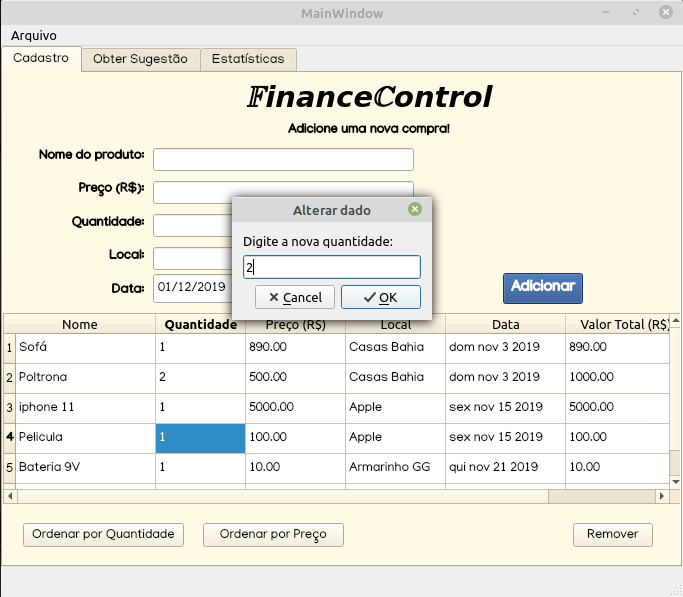 MainWindow
Arquivo
Cadastro Obter Sugestão Estatísticas
𝔽inanceℂontrol
Adicione uma nova compra!
Nome do produto:
Preço (R$):
Quantidade:
Local:
Data: 01/12/2019
Adicionar
Alterar dado
Digite a nova quantidade:
2
Cancel OK
Nome Quantidade Preço (R$) Local Data Valor Total (R$)
1 Sofá 1 890.00 Casas Bahia dom nov 3 2019 890.00
2 Poltrona 2 500.00 Casas Bahia dom nov 3 2019 1000.00
3 iphone 11 1 5000.00 Apple sex nov 15 2019 5000.00
4 Pelicula 1 100.00 Apple sex nov 15 2019 100.00
5 Bateria 9V 1 10.00 Armarinho GG qui nov 21 2019 10.00
Ordenar por Quantidade Ordenar por Preço Remover